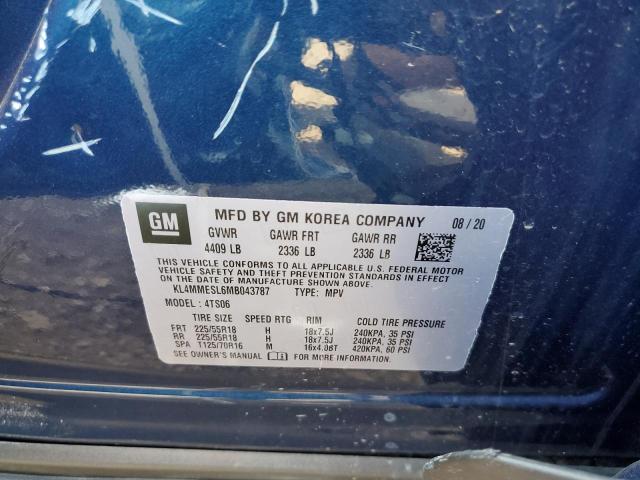 GM
MFD BY GM KOREA COMPANY 08/20
GVWR GAWR FRT GAWR RR
4409 LB 2336 LB 2336 LB
THIS VEHICLE CONFORMS TO ALL APPLICABLE U.S. FEDERAL MOTOR
VEHICLE SAFETY AND THEFT PREVENTION STANDARDS IN EFFECT
ON THE DATE OF MANUFACTURE SHOWN ABOVE.
KL4MMESL6MB043787 TYPE: MPV
MODEL: 4TS06
TIRE SIZE SPEED RTG RIM COLD TIRE PRESSURE
FRT 225/55R18 H 18x7.5J 240KPA, 35 PSI
RR 225/55R18 H 18x7.5J 240KPA, 35 PSI
SPA T125/70R16 M 16x4.00T 420KPA, 60 PSI
SEE OWNER'S MANUAL FOR MORE INFORMATION.